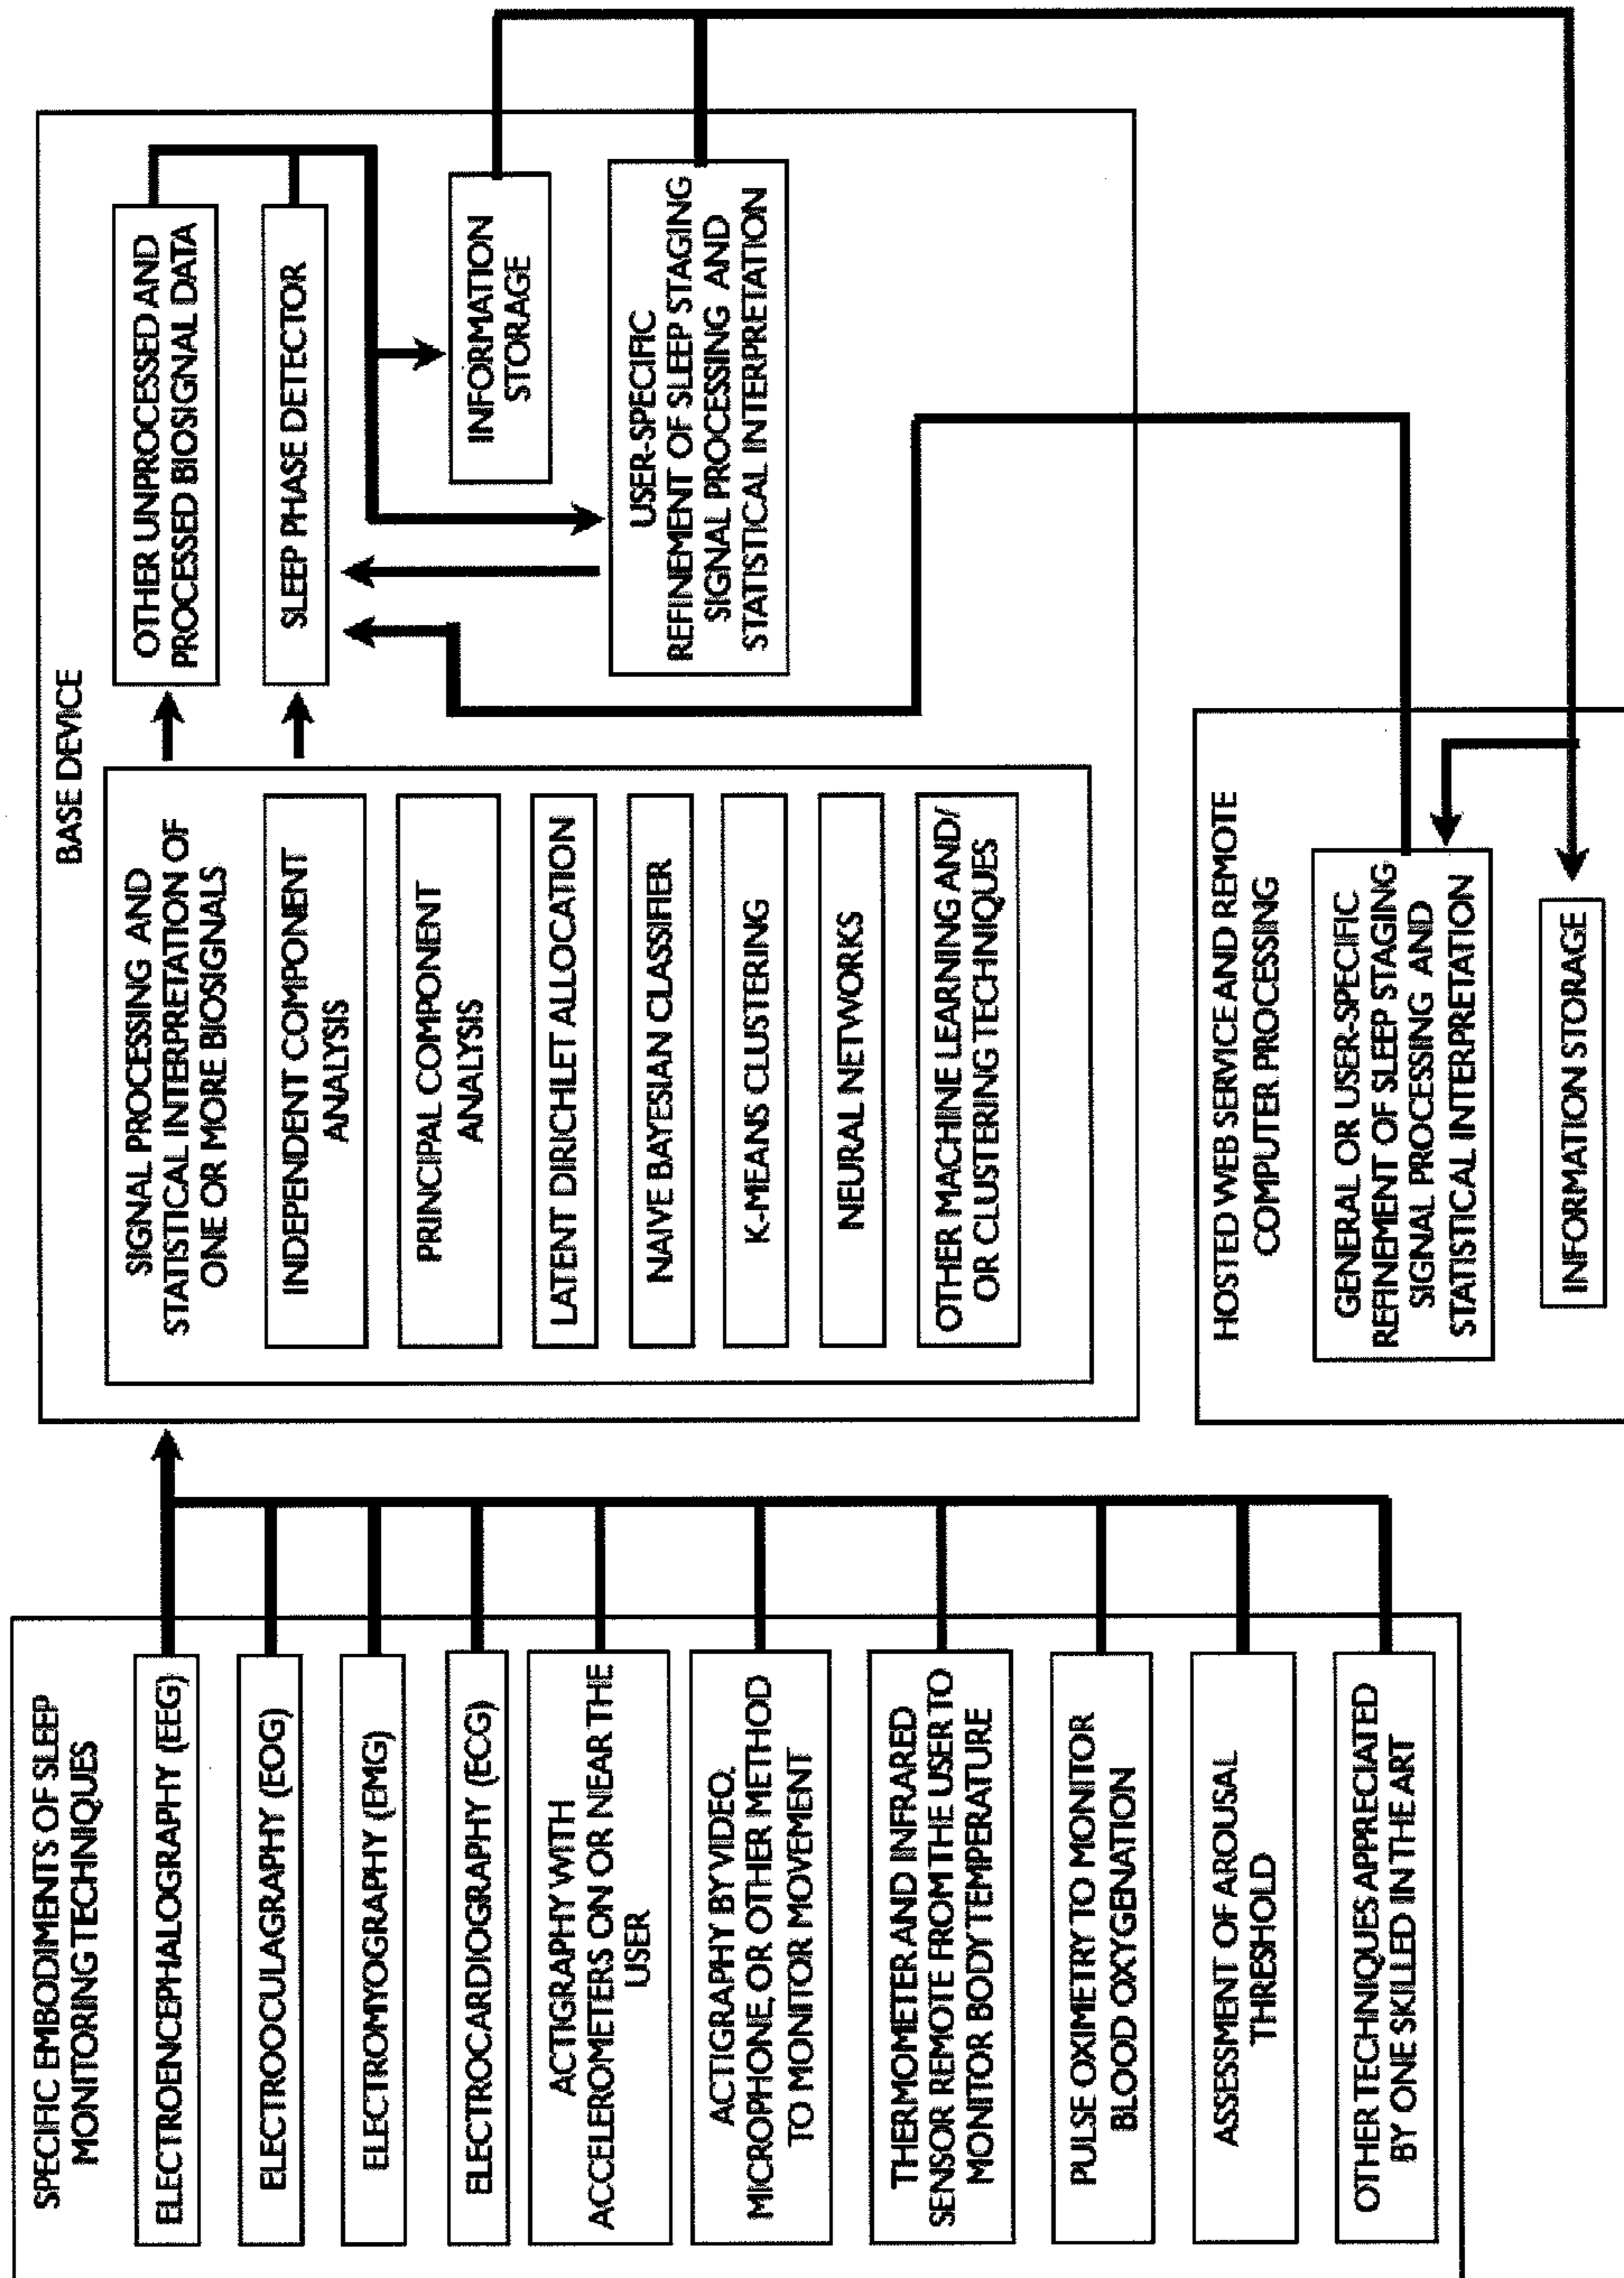 SPECIFIC EMBODIMENTS OF SLEEP
MONITORING TECHNIQUES
ELECTROENCEPHALOGRAPHY (EEG)
ELECTROOCULAGRAPHY (EOG)
ELECTROMYOGRAPHY (EMG)
ELECTROCARDIOGRAPHY (ECG)
ACTIGRAPHY WITH
ACCELEROMETERS ON OR NEAR THE
USER
ACTIGRAPHY BY VIDEO,
MICROPHONE, OR OTHER METHOD
TO MONITOR MOVEMENT
THERMOMETER AND INFRARED
SENSOR REMOTE FROM THE USER TO
MONITOR BODY TEMPERATURE
PULSE OXIMETRY TO MONITOR
BLOOD OXYGENATION
ASSESSMENT OF AROUSAL
THRESHOLD
OTHER TECHNIQUES APPRECIATED
BY ONE SKILLED IN THE ART
BASE DEVICE
SIGNAL PROCESSING AND
STATISTICAL INTERPRETATION OF
ONE OR MORE BIOSIGNALS
INDEPENDENT COMPONENT
ANALYSIS
PRINCIPAL COMPONENT
ANALYSIS
LATENT DIRICHLET ALLOCATION
NAIVE BAYESIAN CLASSIFIER
K-MEANS CLUSTERING
NEURAL NETWORKS
OTHER MACHINE LEARNING AND/
OR CLUSTERING TECHNIQUES
OTHER UNPROCESSED AND
PROCESSED BIOSIGNAL DATA
SLEEP PHASE DETECTOR
INFORMATION
STORAGE
USER-SPECIFIC
REFINEMENT OF SLEEP STAGING
SIGNAL PROCESSING AND
STATISTICAL INTERPRETATION
HOSTED WEB SERVICE AND REMOTE
COMPUTER PROCESSING
GENERAL OR USER-SPECIFIC
REFINEMENT OF SLEEP STAGING
SIGNAL PROCESSING AND
STATISTICAL INTERPRETATION
INFORMATION STORAGE